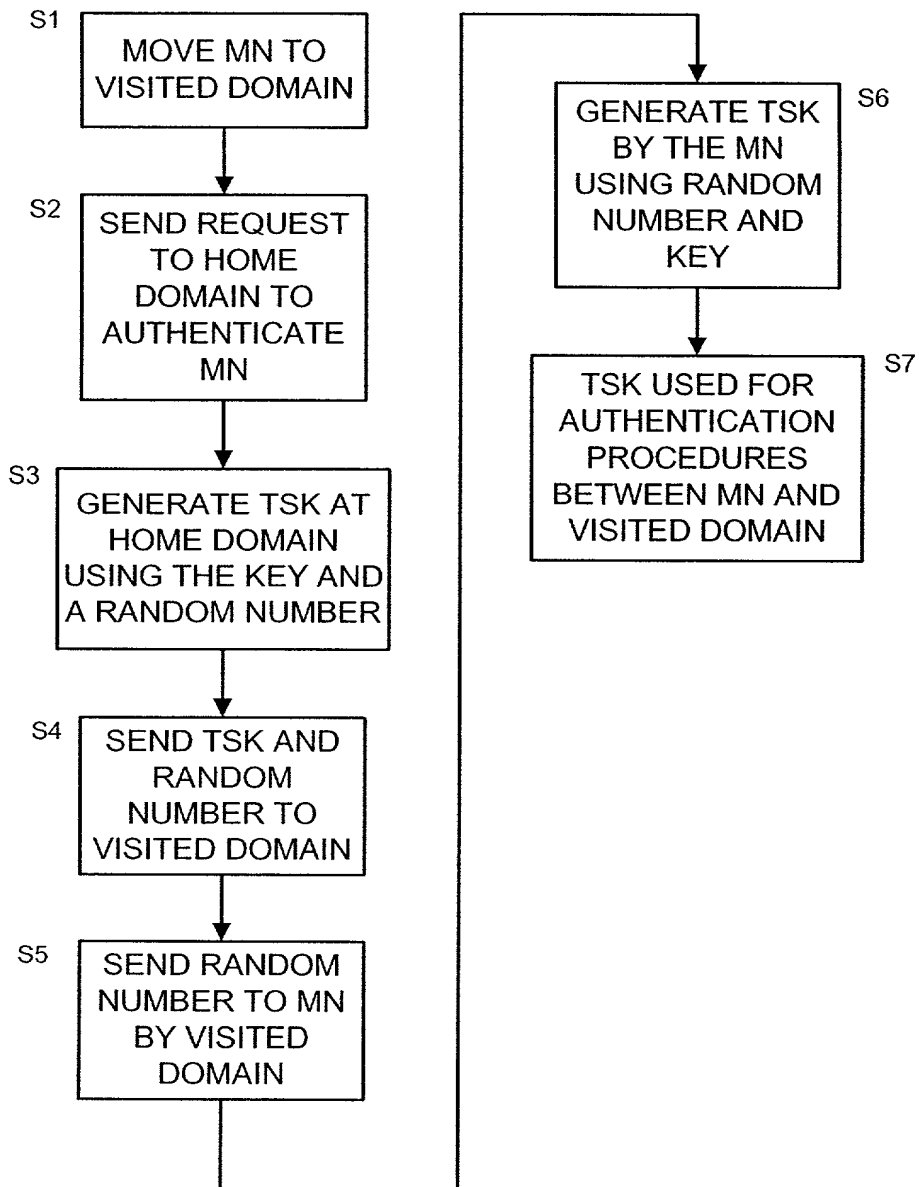 S1
MOVE MN TO
VISITED DOMAIN
S2
SEND REQUEST
TO HOME
DOMAIN TO
AUTHENTICATE
MN
S3
GENERATE TSK AT
HOME DOMAIN
USING THE KEY AND
A RANDOM NUMBER
S4
SEND TSK AND
RANDOM
NUMBER TO
VISITED DOMAIN
S5
SEND RANDOM
NUMBER TO MN
BY VISITED
DOMAIN
S6
GENERATE TSK
BY THE MN
USING RANDOM
NUMBER AND
KEY
S7
TSK USED FOR
AUTHENTICATION
PROCEDURES
BETWEEN MN AND
VISITED DOMAIN